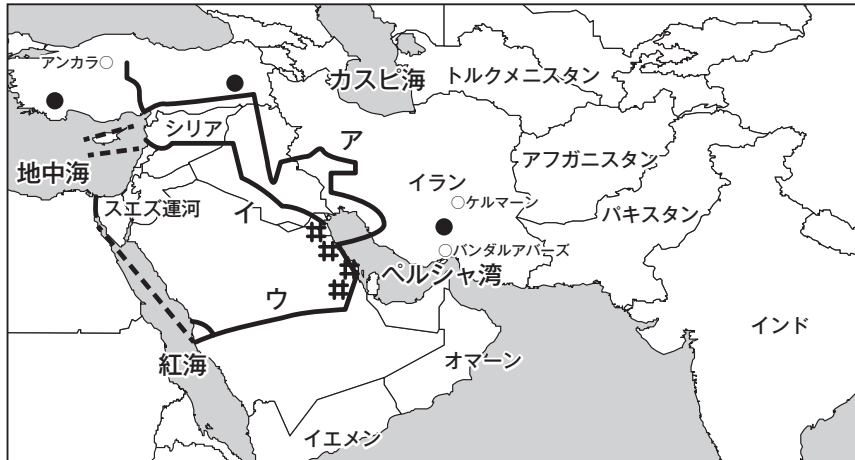 アンカラ
カスピ海
トルクメニスタン
シリア
ア
アフガニスタン
地中海
イラン
ケルマーン
スエズ運河
イ
パキスタン
バンダルアバーズ
ペルシャ湾
ウ
インド
紅海
オマーン
イエメン